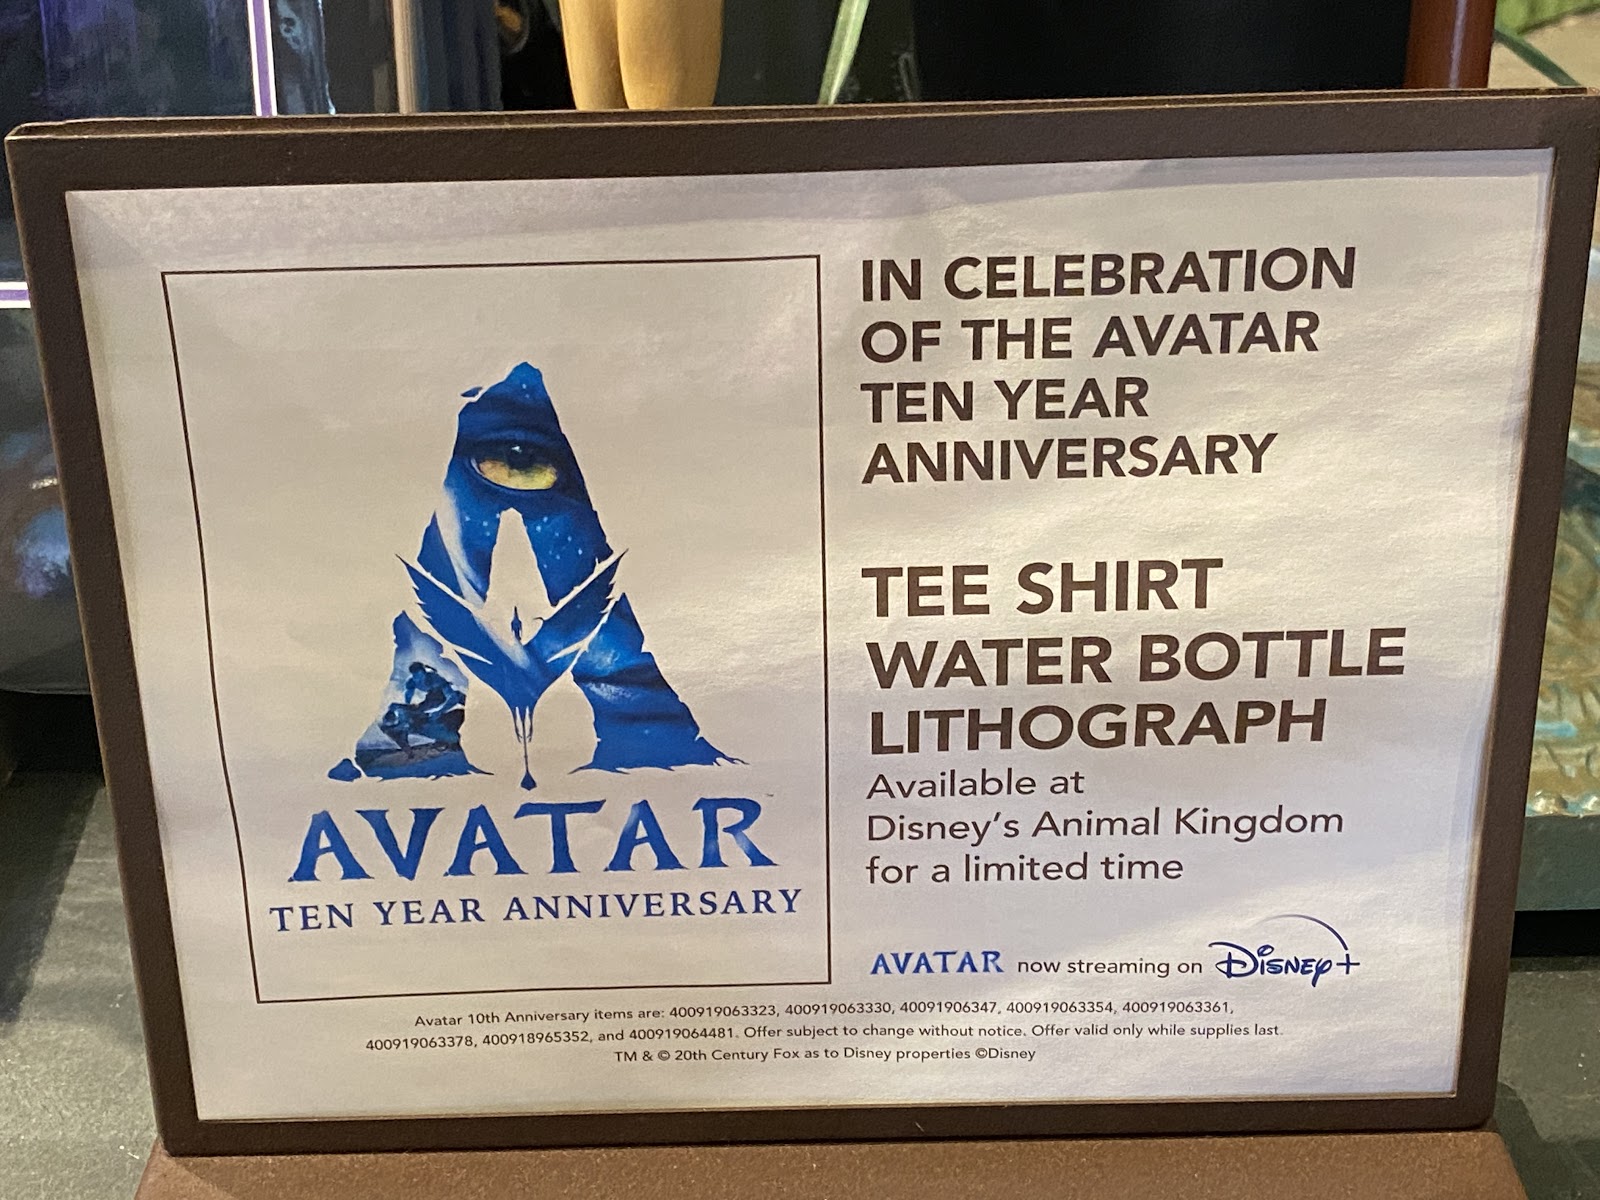 AVATAR
TEN YEAR ANNIVERSARY
IN CELEBRATION
OF THE AVATAR
TEN YEAR
ANNIVERSARY
TEE SHIRT
WATER BOTTLE
LITHOGRAPH
Available at
Disney's Animal Kingdom
for a limited time
AVATAR now streaming on Disney+
Avatar 10th Anniversary items are: 400919063323, 400919063330, 40091906347, 400919063354, 400919063361,
400919063378, 400918965352, and 400919064481. Offer subject to change without notice. Offer valid only while supplies last.
TM & © 20th Century Fox as to Disney properties ©Disney